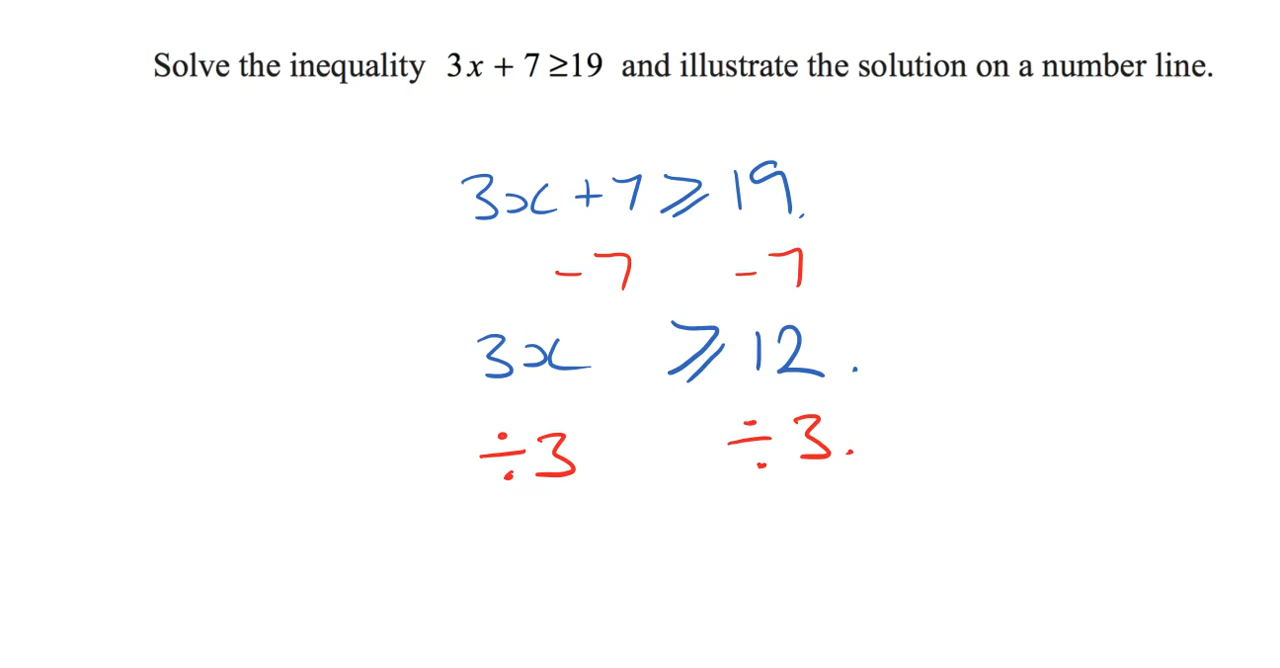 Solve the inequality 3x + 7 ≥19 and illustrate the solution on a number line.
3x + 7 ⩾ 19.
-7 -7
3x ⩾ 12.
÷3 ÷3.